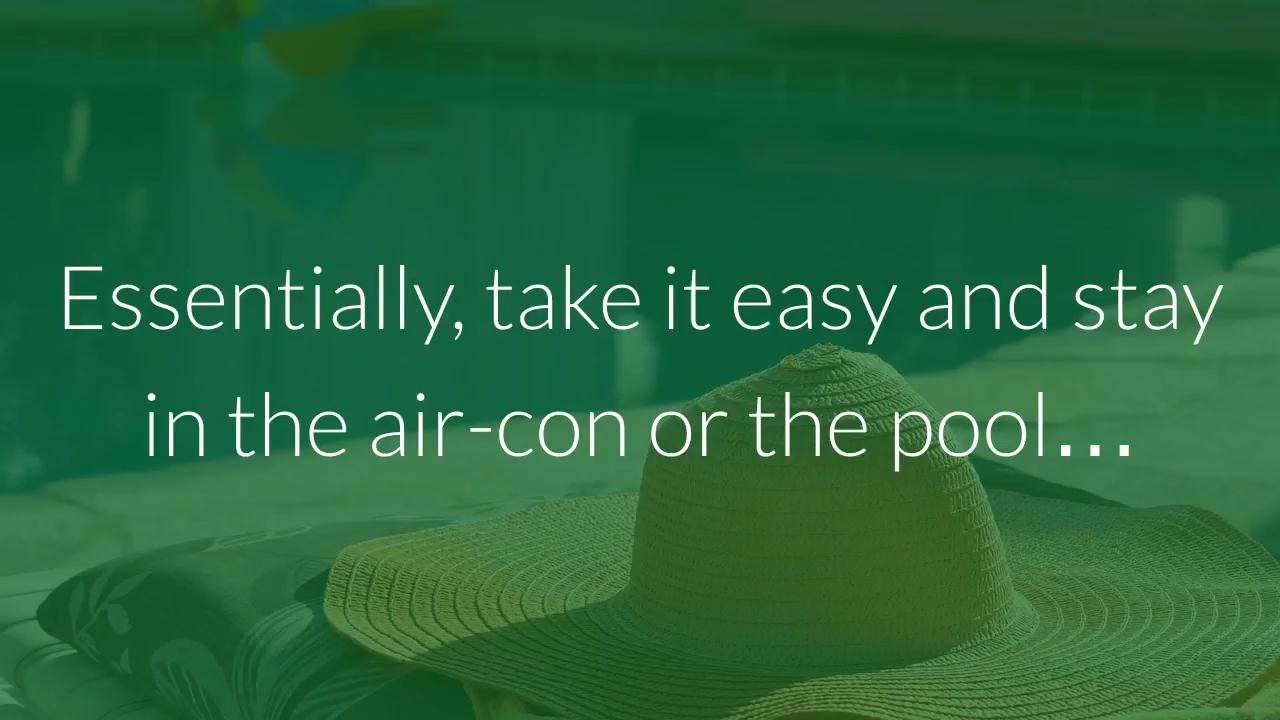 Essentially, take it easy and stay
in the air-con or the pool…